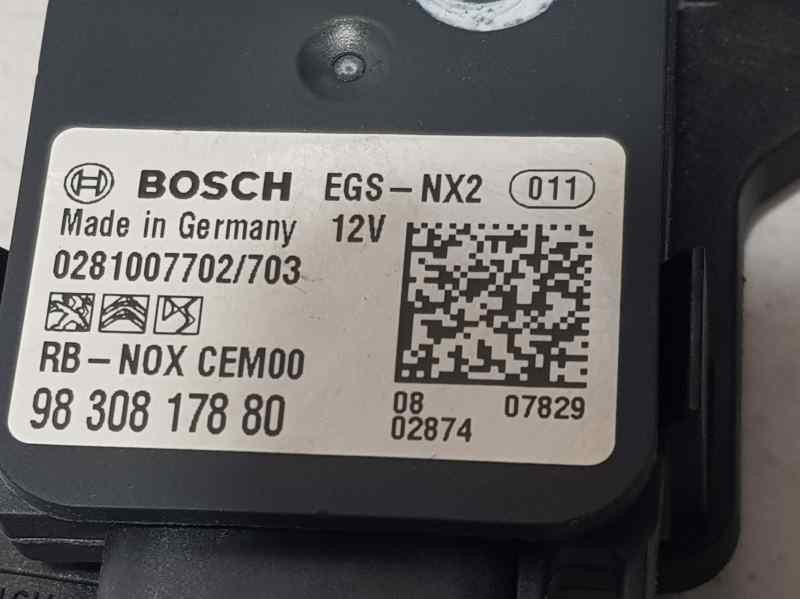 BOSCH EGS-NX2 011
Made in Germany 12V
0281007702/703
RB-NOX CEM00
98 308 178 80
08 07829
02874